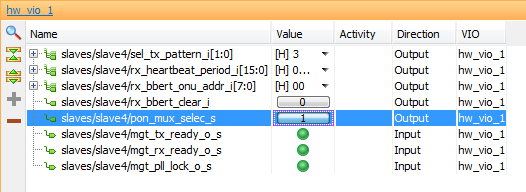 hw_vio_1
Name Value Activity Direction VIO
slaves/slave4/sel_tx_pattern_i[1:0] [H] 3 Output hw_vio_1
slaves/slave4/rx_heartbeat_period_i[15:0] [H] 0... Output hw_vio_1
slaves/slave4/rx_bbert_onu_addr_i[7:0] [H] 00 Output hw_vio_1
slaves/slave4/rx_bbert_clear_i 0 Output hw_vio_1
slaves/slave4/pon_mux_selec_s 1 Output hw_vio_1
slaves/slave4/mgt_tx_ready_o_s Input hw_vio_1
slaves/slave4/mgt_rx_ready_o_s Input hw_vio_1
slaves/slave4/mgt_pll_lock_o_s Input hw_vio_1